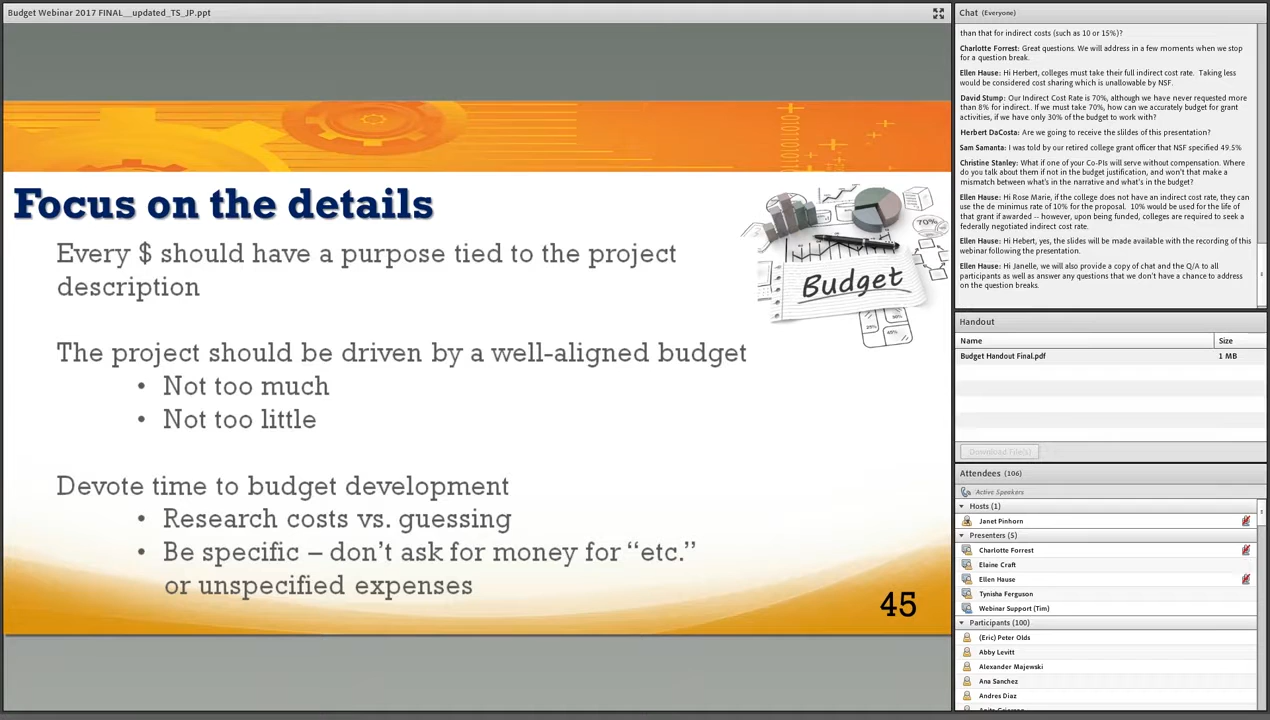 Budget Webinar 2017 FINAL__updated_TS_JP.ppt
Focus on the details
Every $ should have a purpose tied to the project
description
The project should be driven by a well-aligned budget
• Not too much
• Not too little
Devote time to budget development
• Research costs vs. guessing
• Be specific – don’t ask for money for “etc.”
or unspecified expenses
Budget
70%
45
Chat (Everyone)
than that for indirect costs (such as 10 or 15%)?
Charlotte Forrest: Great questions. We will address in a few moments when we stop
for a question break.
Ellen Hause: Hi Herbert, colleges must take their full indirect cost rate. Taking less
would be considered cost sharing which is unallowable by NSF.
David Stump: Our Indirect Cost Rate is 70%, although we have never requested more
than 8% for indirect. If we must take 70%, how can we accurately budget for grant
activities, if we have only 30% of the budget to work with?
Herbert DaCosta: Are we going to receive the slildes of this presentation?
Sam Samanta: I was told by our retired college grant officer that NSF specified 49.5%
Christine Stanley: What if one of your Co-PIs will serve without compensation. Where
do you talk about them if not in the budget justification, and won't that make a
mismatch between what's in the narrative and what's in the budget?
Ellen Hause: Hi Rose Marie, if the college does not have an indirect cost rate, they can
use the de minimus rate of 10% for the proposal. 10% would be used for the life of
that grant if awarded -- however, upon being funded, colleges are required to seek a
federally negotiated indirect cost rate.
Ellen Hause: Hi Hebert, yes, the slides will be made available with the recording of this
webinar following the presentation.
Ellen Hause: Hi Janelle, we will also provide a copy of chat and the Q/A to all
participants as well as answer any questions that we don't have a chance to address
on the question breaks.
Handout
Name Size
Budget Handout Final.pdf 1 MB
Download File(s)
Attendees (106)
Active Speakers
Hosts (1)
Janet Pinhorn
Presenters (5)
Charlotte Forrest
Elaine Craft
Ellen Hause
Tynisha Ferguson
Webinar Support (Tim)
Participants (100)
(Eric) Peter Olds
Abby Levitt
Alexander Majewski
Ana Sanchez
Andres Diaz